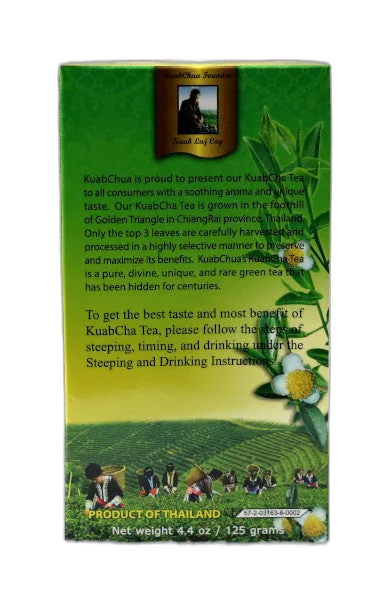 KuabChua Founder
Kuab Luj Coy
KuabChua is proud to present our KuabCha Tea
to all consumers with a soothing aroma and unique
taste. Our KuabCha Tea is grown in the foothill
of Golden Triangle in ChiangRai province, Thailand.
Only the top 3 leaves are carefully harvested and
processed in a highly selective manner to preserve
and maximize its benefits. KuabChua's KuabCha Tea
is a pure, divine, unique, and rare green tea that
has been hidden for centuries.
To get the best taste and most benefit of
KuabCha Tea, please follow the steps of
steeping, timing, and drinking under the
Steeping and Drinking Instructions.
PRODUCT OF THAILAND
57-2-03163-6-0002
Net weight 4.4 oz / 125 grams